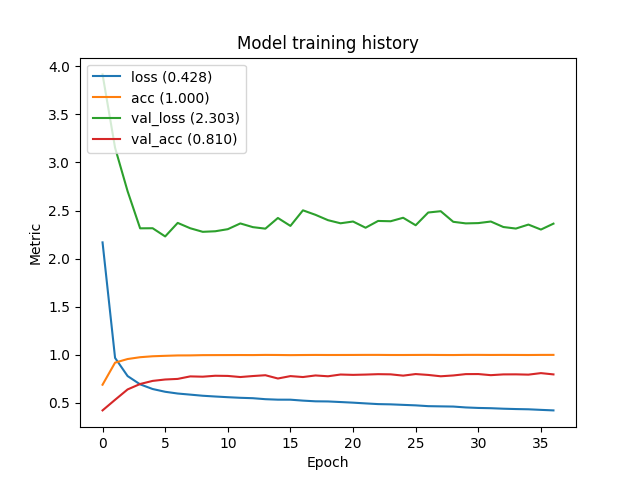 Model training history
4.0
3.5
3.0
2.5
2.0
1.5
1.0
0.5
Metric
loss (0.428)
acc (1.000)
val_loss (2.303)
val_acc (0.810)
0 5 10 15 20 25 30 35
Epoch